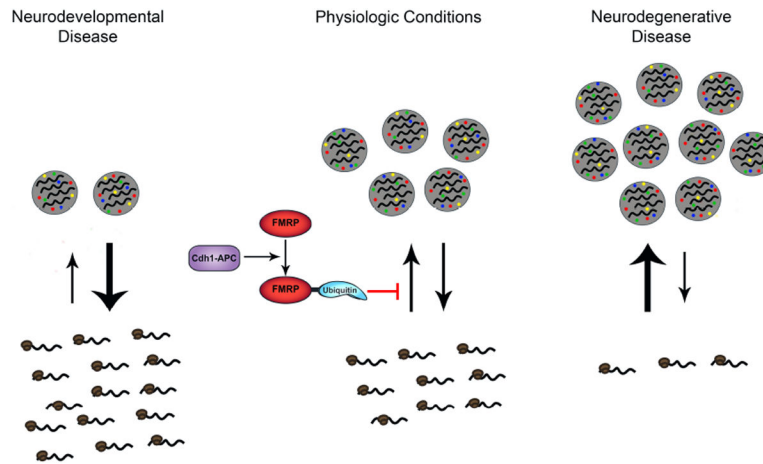 Neurodevelopmental
Disease
Physiologic Conditions
Neurodegenerative
Disease
FMRP
Cdh1-APC
FMRP
Ubiquitin